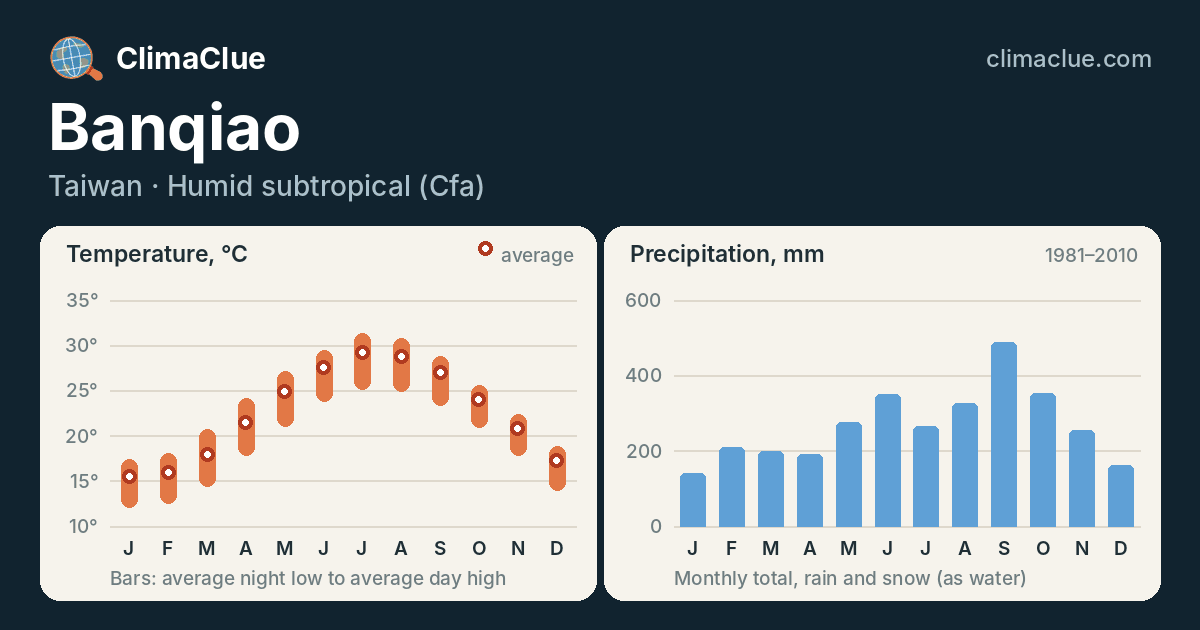 ClimaClue
climaclue.com
Banqiao
Taiwan · Humid subtropical (Cfa)
Temperature, °C
average
35°
30°
25°
20°
15°
10°
J F M A M J J A S O N D
Bars: average night low to average day high
Precipitation, mm
1981–2010
600
400
200
0
J F M A M J J A S O N D
Monthly total, rain and snow (as water)